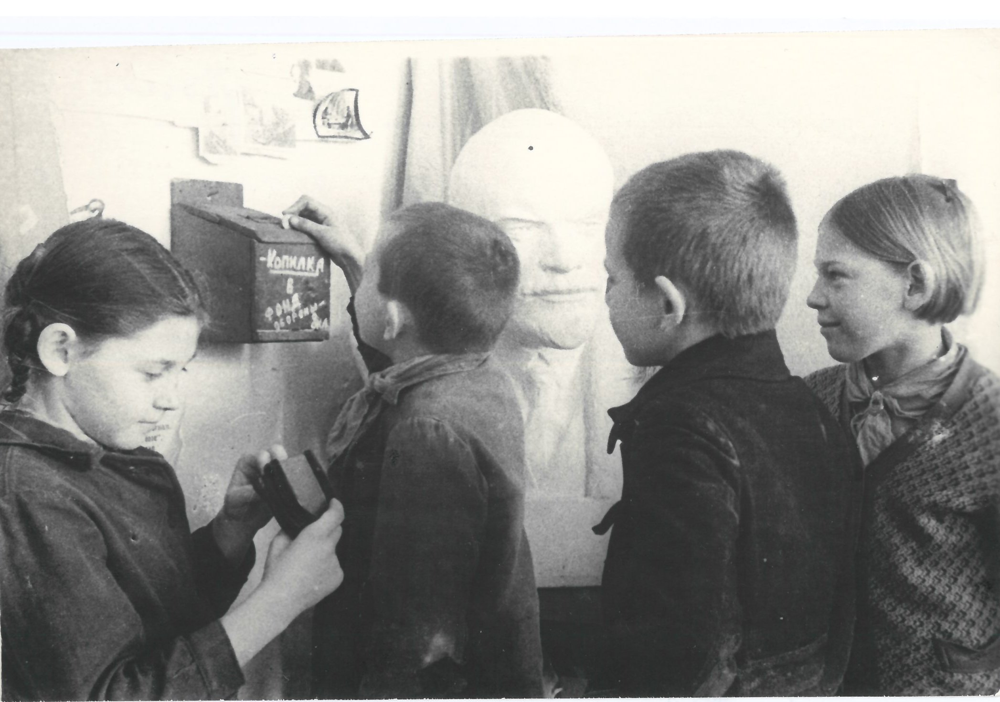 -Копилка
в
фонд
обороны-